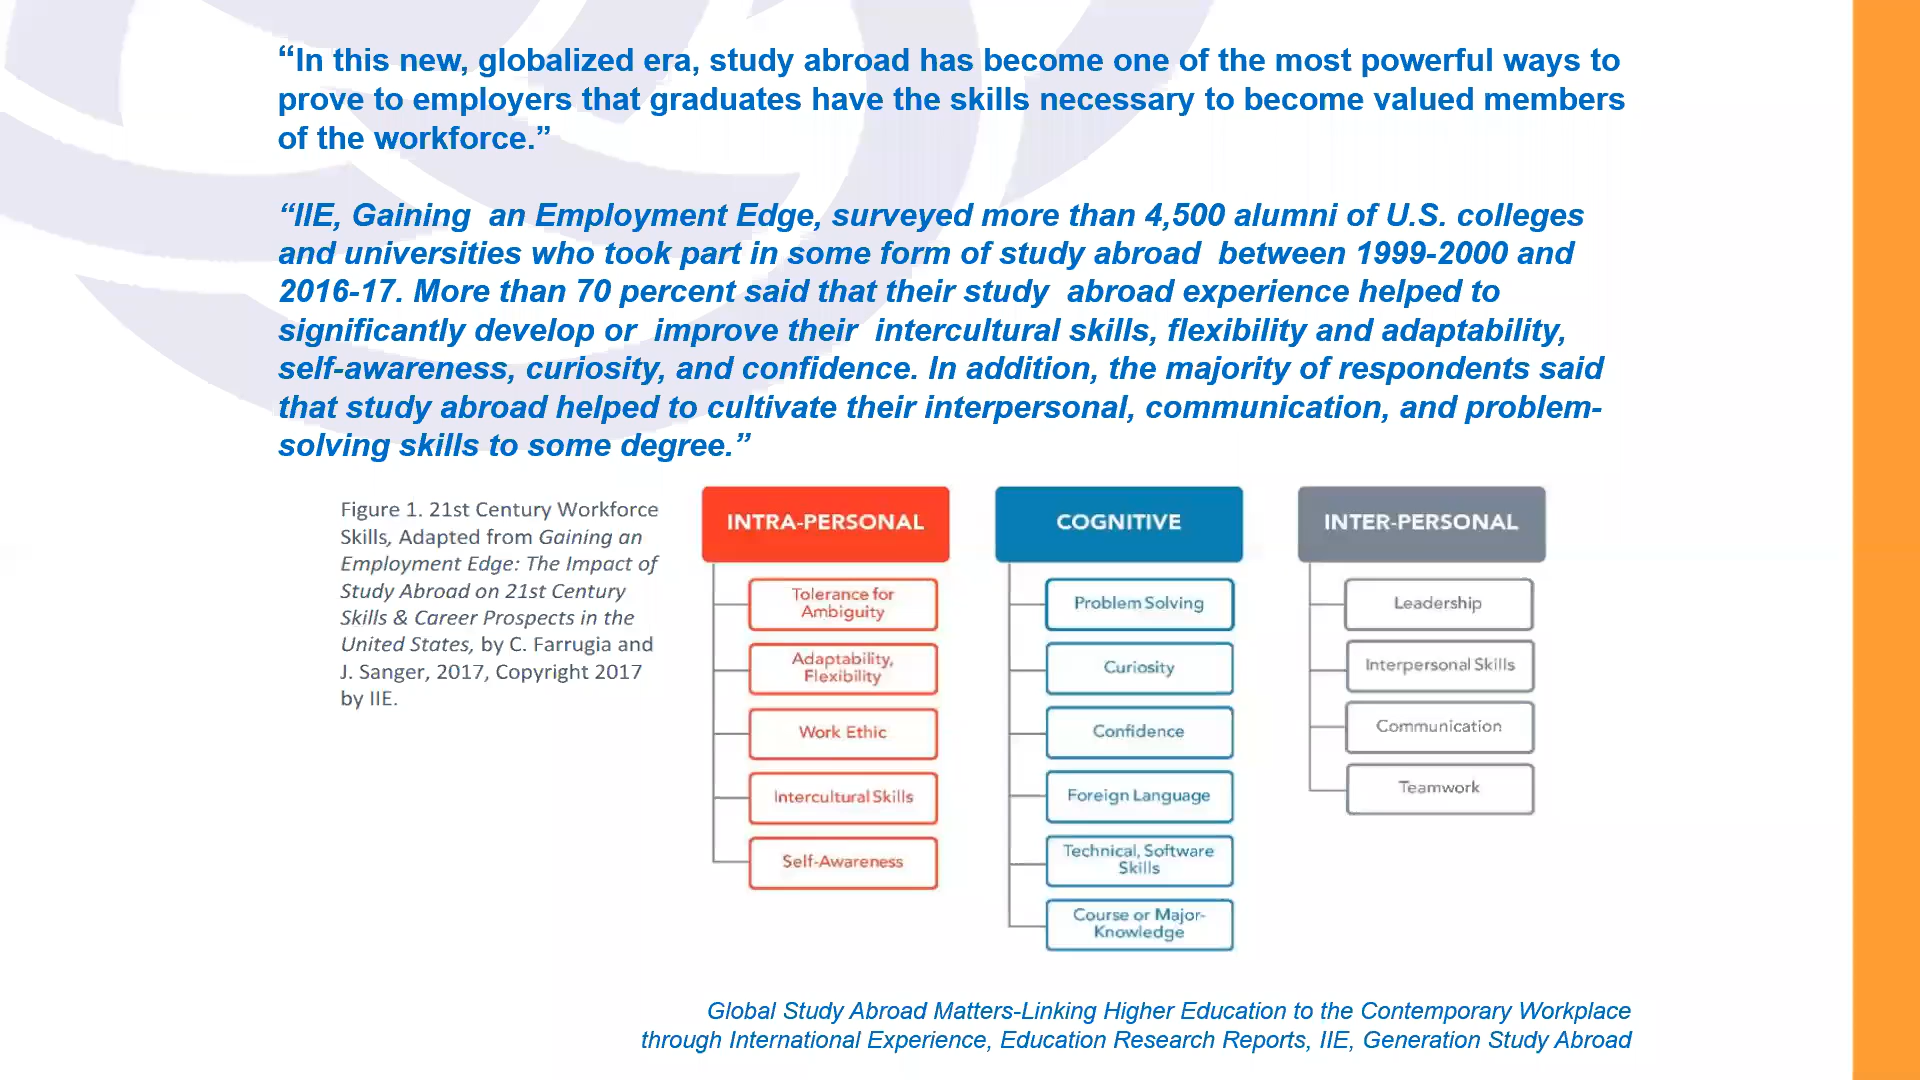 “In this new, globalized era, study abroad has become one of the most powerful ways to
prove to employers that graduates have the skills necessary to become valued members
of the workforce.”
“IIE, Gaining  an Employment Edge, surveyed more than 4,500 alumni of U.S. colleges
and universities who took part in some form of study abroad  between 1999-2000 and
2016-17. More than 70 percent said that their study  abroad experience helped to
significantly develop or  improve their  intercultural skills, flexibility and adaptability,
self-awareness, curiosity, and confidence. In addition, the majority of respondents said
that study abroad helped to cultivate their interpersonal, communication, and problem-
solving skills to some degree.”
Figure 1. 21st Century Workforce
Skills, Adapted from Gaining an
Employment Edge: The Impact of
Study Abroad on 21st Century
Skills & Career Prospects in the
United States, by C. Farrugia and
J. Sanger, 2017, Copyright 2017
by IIE.
INTRA-PERSONAL
Tolerance for
Ambiguity
Adaptability,
Flexibility
Work Ethic
Intercultural Skills
Self-Awareness
COGNITIVE
Problem Solving
Curiosity
Confidence
Foreign Language
Technical, Software
Skills
Course or Major-
Knowledge
INTER-PERSONAL
Leadership
Interpersonal Skills
Communication
Teamwork
Global Study Abroad Matters-Linking Higher Education to the Contemporary Workplace
through International Experience, Education Research Reports, IIE, Generation Study Abroad